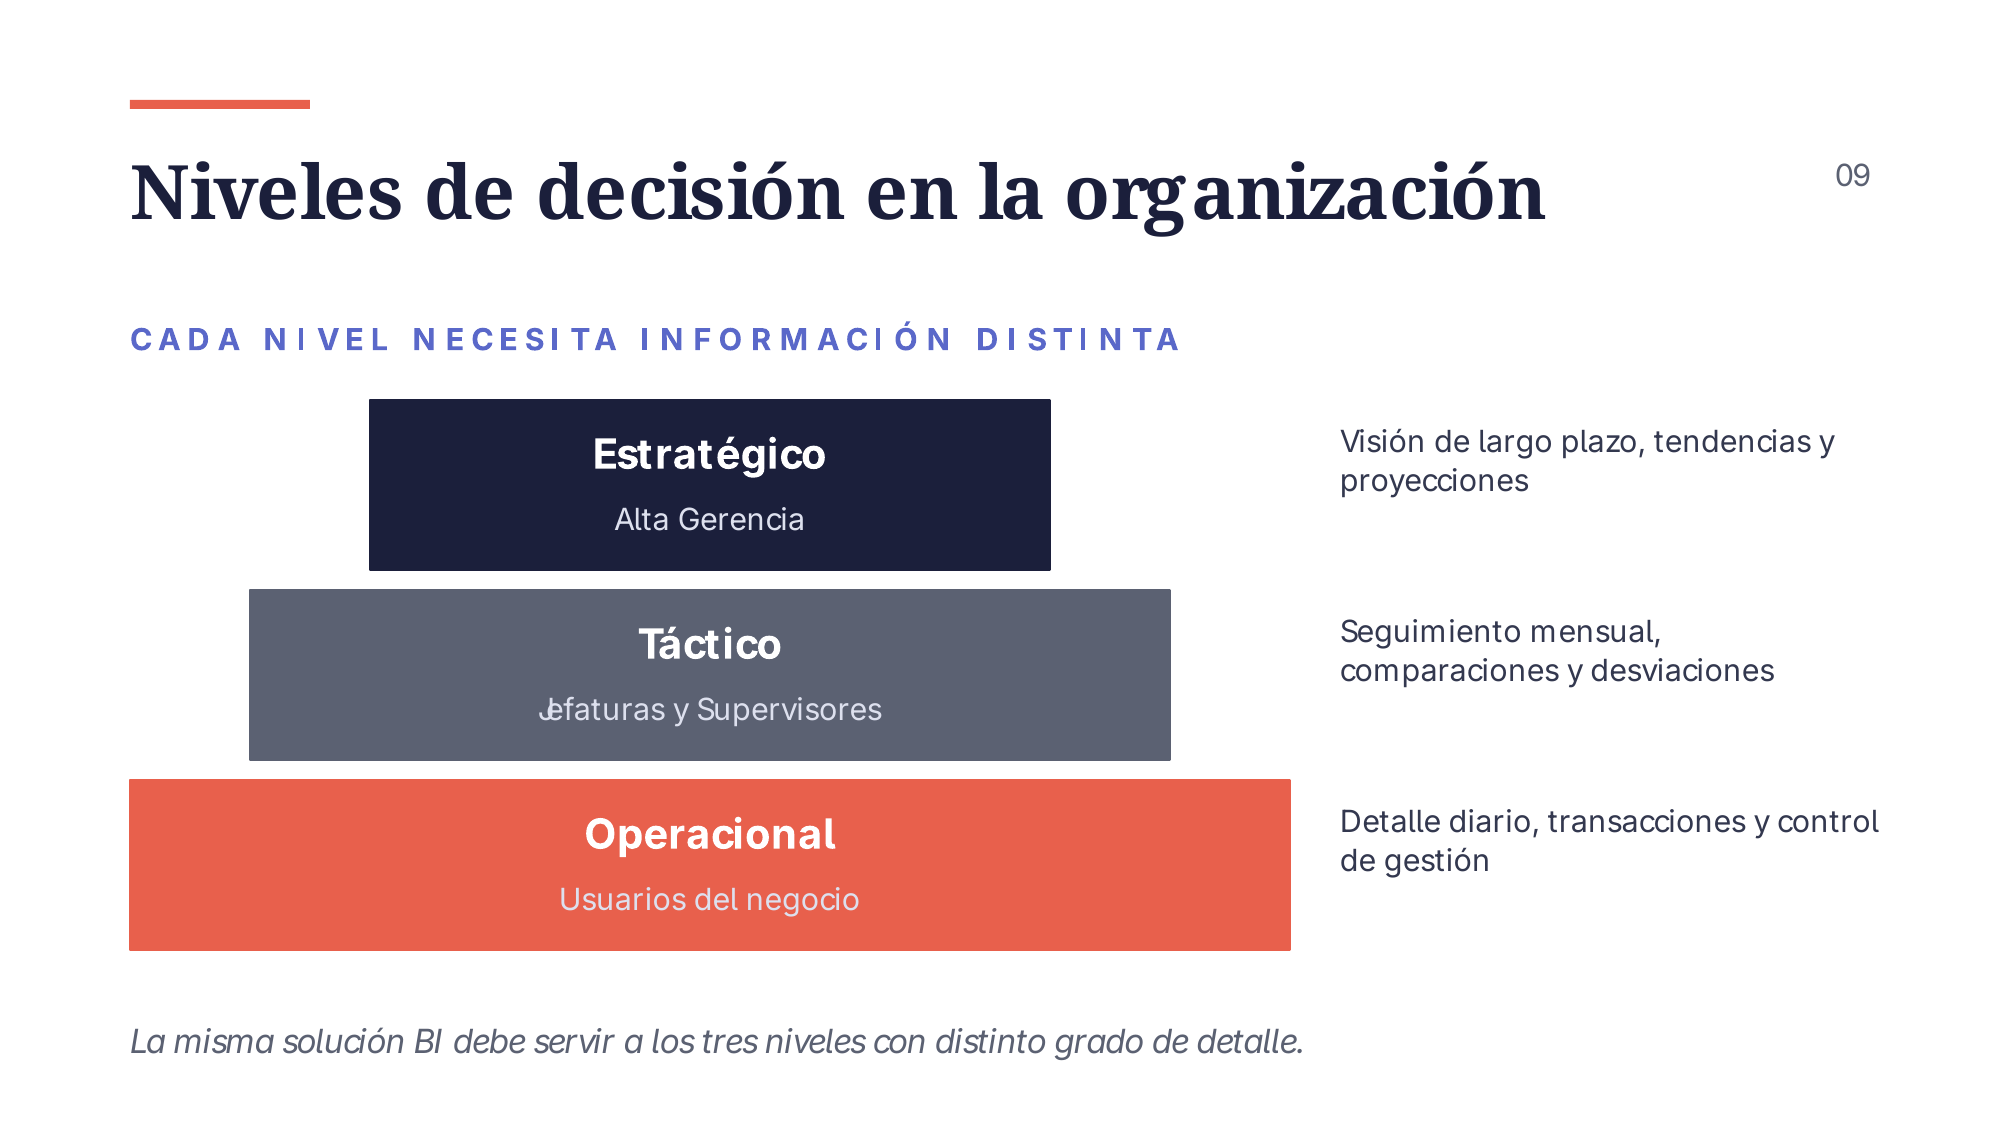 Niveles de decisión en la organización
09
CADA NIVEL NECESITA INFORMACIÓN DISTINTA
Estratégico
Alta Gerencia
Visión de largo plazo, tendencias y
proyecciones
Táctico
Jefaturas y Supervisores
Seguimiento mensual,
comparaciones y desviaciones
Operacional
Usuarios del negocio
Detalle diario, transacciones y control
de gestión
La misma solución BI debe servir a los tres niveles con distinto grado de detalle.